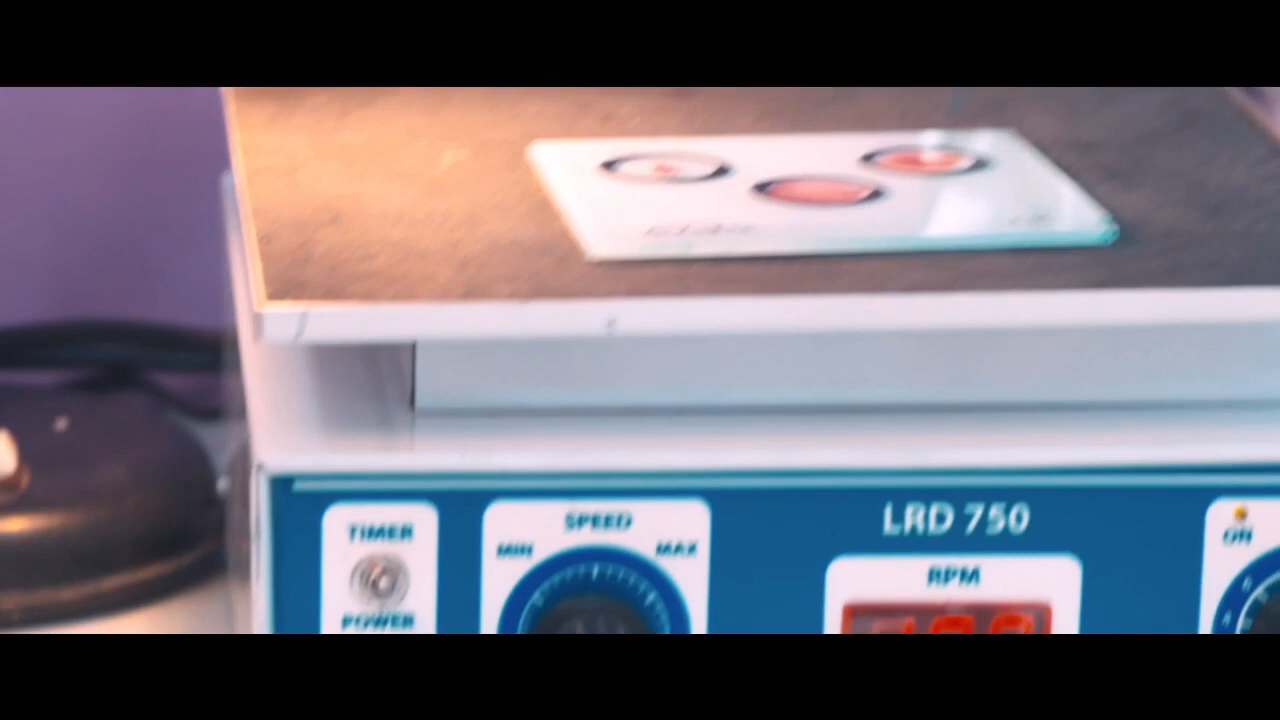 LRD 750
SPEED
MIN
MAX
TIMER
POWER
RPM
ON